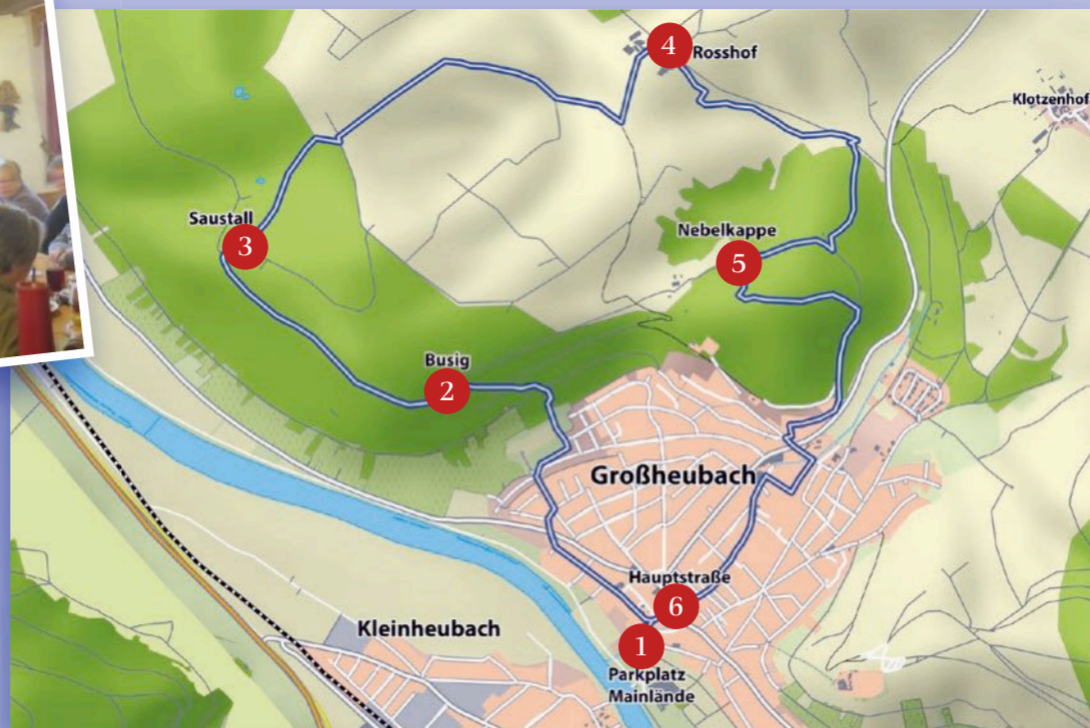 4
Rosshof
Klotzenhof
Saustall
3
Nebelkappe
5
Busig
2
Großheubach
Hauptstraße
6
Kleinheubach
1
Parkplatz
Mainlände